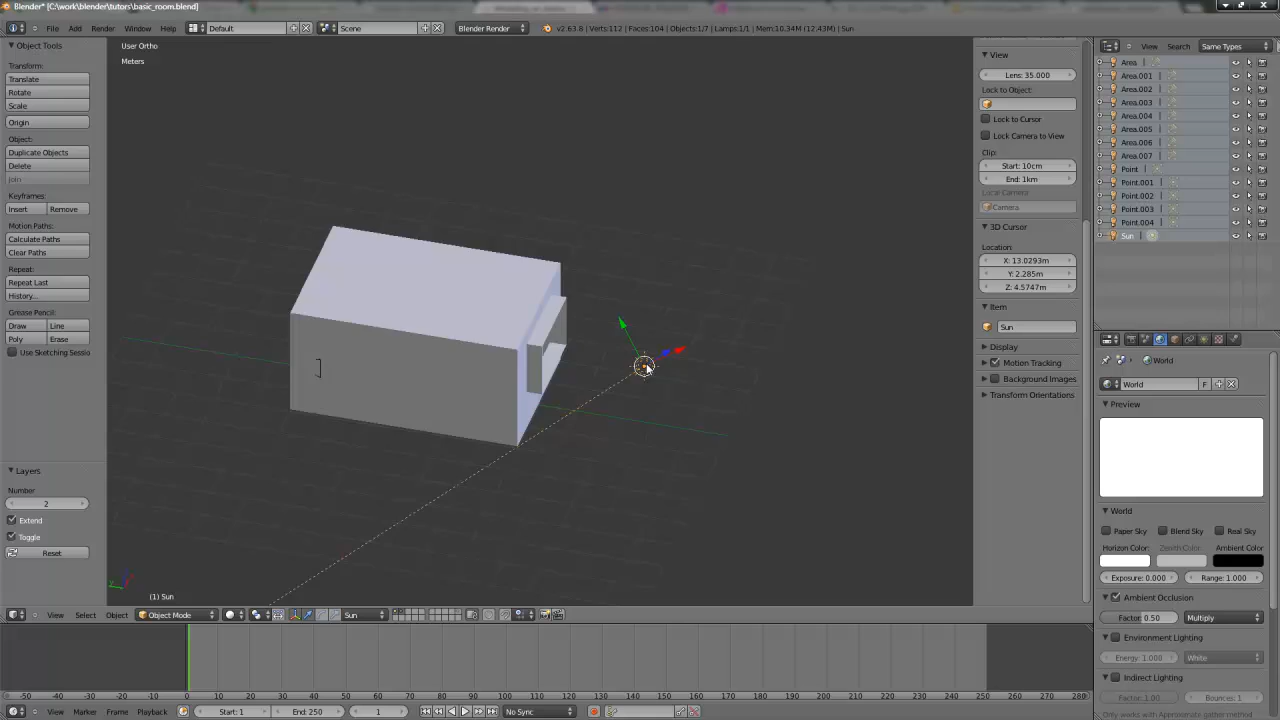 Blender* [C:\work\blender\tutors\basic_room.blend]
File Add Render Window Help Default Scene Blender Render v2.63.8 | Verts:112 | Faces:104 | Objects:1/7 | Lamps:1/1 | Mem:10.34M (12.43M) | Sun
Object Tools
Transform:
Translate
Rotate
Scale
Origin
Object:
Duplicate Objects
Delete
Join
Keyframes:
Insert Remove
Motion Paths:
Calculate Paths
Clear Paths
Repeat:
Repeat Last
History...
Grease Pencil:
Draw Line
Poly Erase
Use Sketching Sessio
Layers
Number
2
Extend
Toggle
Reset
User Ortho
Meters
(1) Sun
View
Lens: 35.000
Lock to Object:
Lock to Cursor
Lock Camera to View
Clip:
Start: 10cm
End: 1km
Local Camera
Camera
3D Cursor
Location:
X: 13.0293m
Y: 2.285m
Z: 4.5747m
Item
Sun
Display
Motion Tracking
Background Images
Transform Orientations
View Search Same Types
Area
Area.001
Area.002
Area.003
Area.004
Area.005
Area.006
Area.007
Point
Point.001
Point.002
Point.003
Point.004
Sun
World
World F
Preview
World
Paper Sky Blend Sky Real Sky
Horizon Color: Zenith Color: Ambient Color
Exposure: 0.000 Range: 1.000
Ambient Occlusion
Factor: 0.50 Multiply
Environment Lighting
Energy: 1.000 White
Indirect Lighting
Factor: 1.00 Bounces: 1
Only works with Approximate gather method
View Select Object Object Mode Sun
-50 -40 -30 -20 -10 0 10 20 30 40 50 60 70 80 90 100 110 120 130 140 150 160 170 180 190 200 210 220 230 240 250 260 270 280
View Marker Frame Playback Start: 1 End: 250 1 No Sync